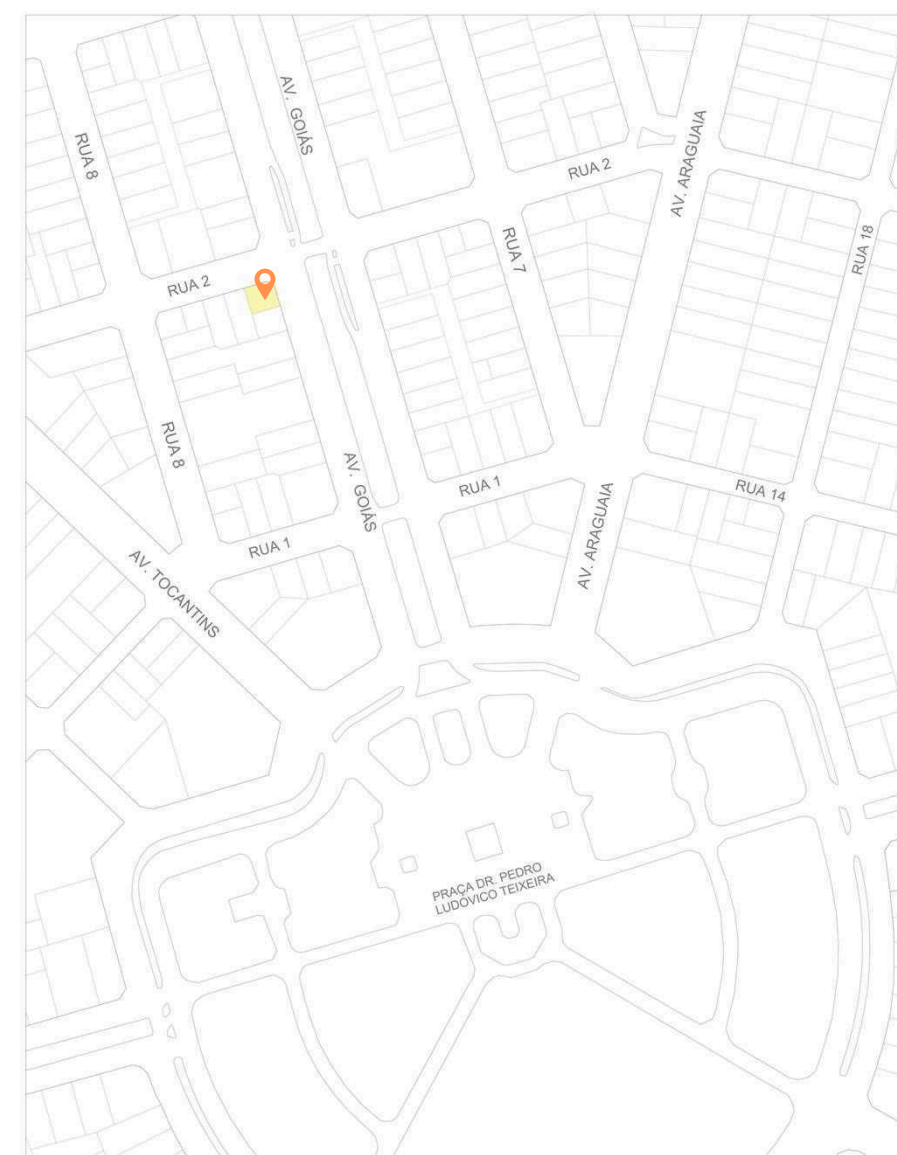 AV. GOIÁS
RUA 8
RUA 2
AV. ARAGUAIA
RUA 7
RUA 18
RUA 2
RUA 8
AV. GOIÁS
RUA 1
RUA 14
AV. ARAGUAIA
RUA 1
AV. TOCANTINS
PRAÇA DR. PEDRO
LUDOVICO TEIXEIRA